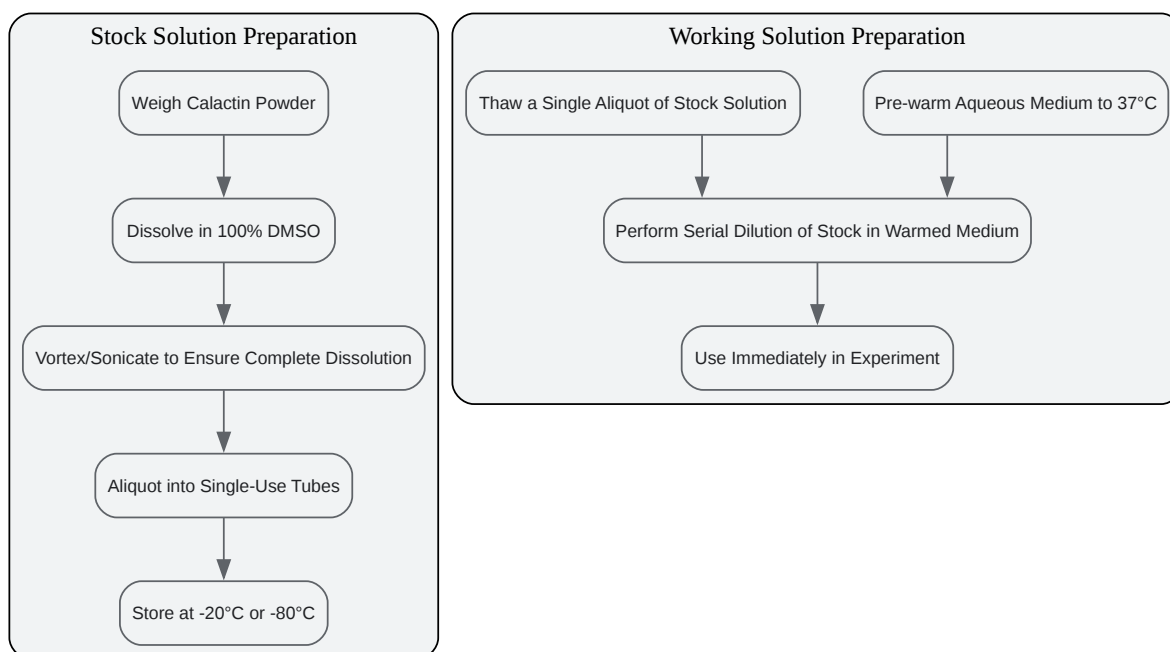 Stock Solution Preparation
Weigh Calactin Powder
Dissolve in 100% DMSO
Vortex/Sonicate to Ensure Complete Dissolution
Aliquot into Single-Use Tubes
Store at -20°C or -80°C
Working Solution Preparation
Thaw a Single Aliquot of Stock Solution
Pre-warm Aqueous Medium to 37°C
Perform Serial Dilution of Stock in Warmed Medium
Use Immediately in Experiment